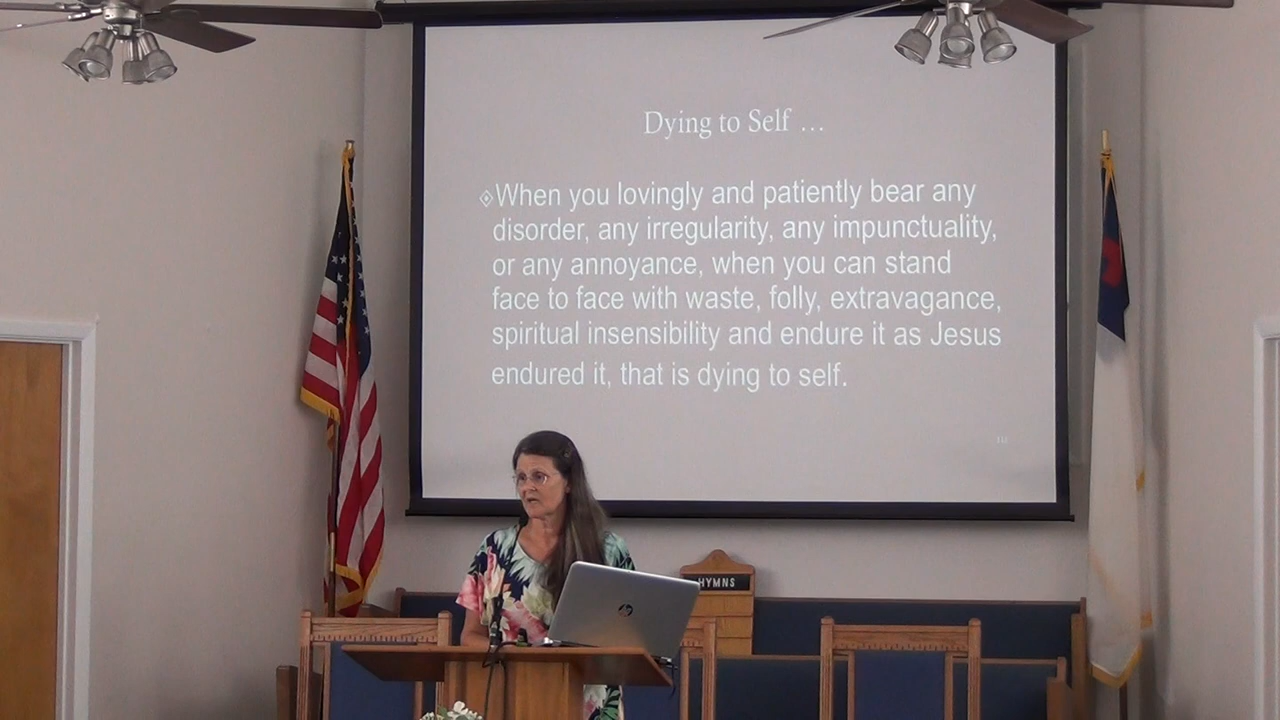 Dying to Self ...
When you lovingly and patiently bear any
disorder, any irregularity, any impunctuality,
or any annoyance, when you can stand
face to face with waste, folly, extravagance,
spiritual insensibility and endure it as Jesus
endured it, that is dying to self.
HYMNS
hp